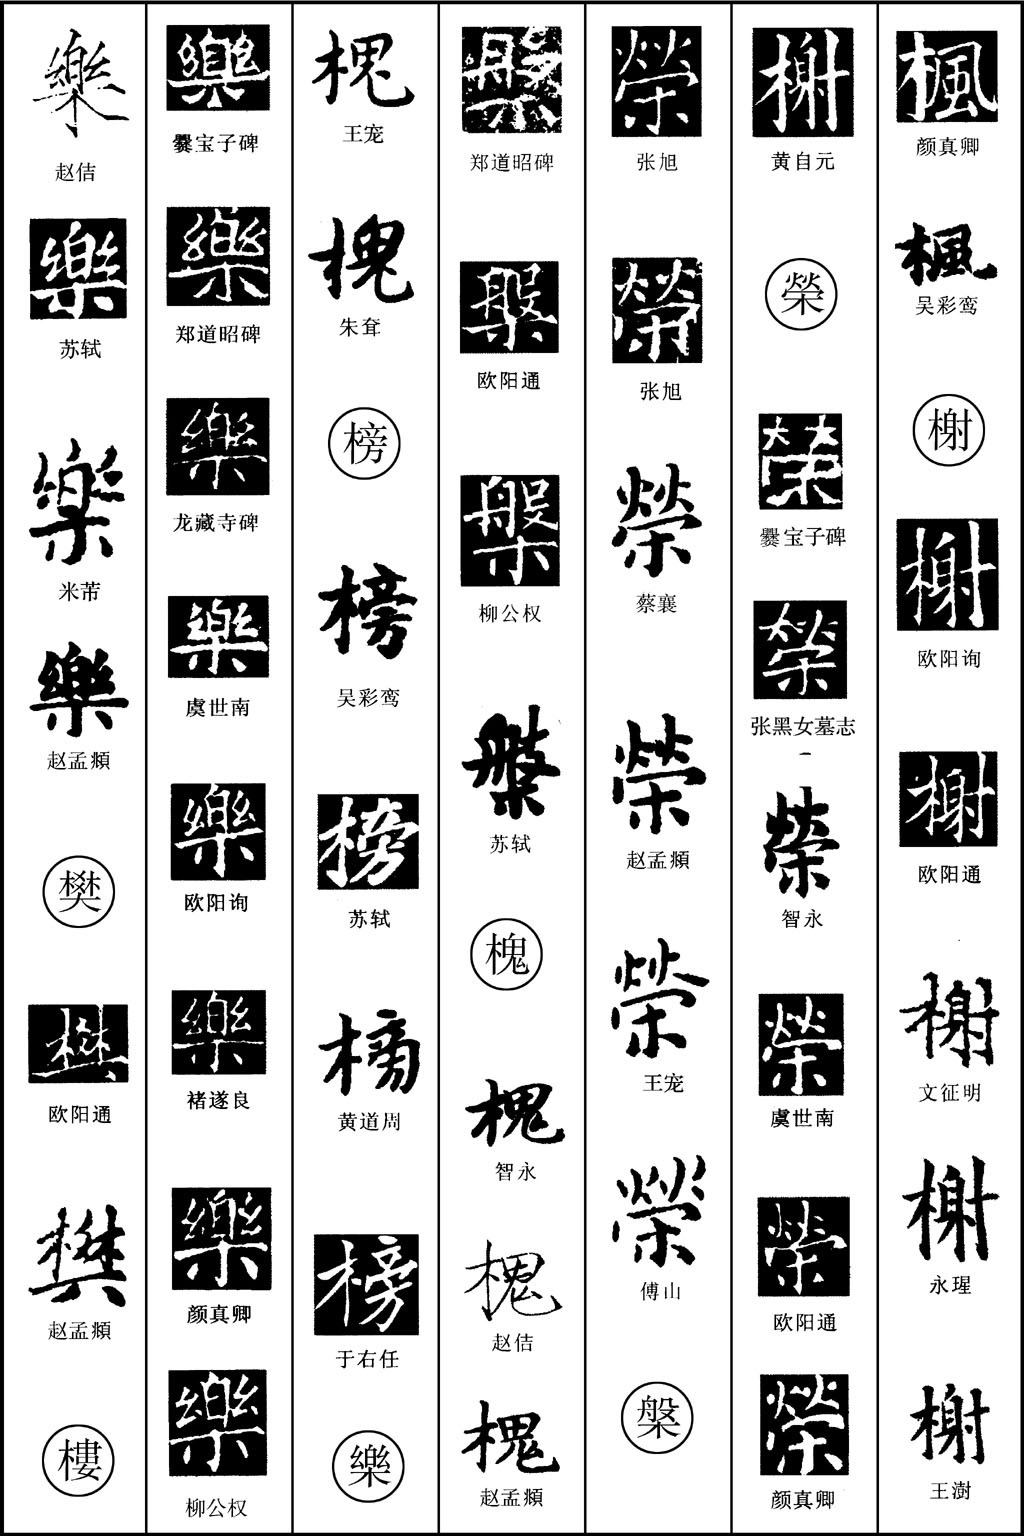 楓
颜真卿
楓
吴彩鸾
榭
榭
欧阳询
榭
欧阳通
榭
文征明
榭
永瑆
榭
王澍
榭
黄自元
榮
榮
爨宝子碑
榮
张黑女墓志
榮
智永
榮
虞世南
榮
欧阳通
榮
颜真卿
榮
张旭
榮
张旭
榮
蔡襄
榮
赵孟頫
榮
王宠
榮
傅山
槃
槃
郑道昭碑
槃
欧阳通
槃
柳公权
槃
苏轼
槐
槐
智永
槐
赵佶
槐
赵孟頫
槐
王宠
槐
朱耷
榜
榜
吴彩鸾
榜
苏轼
榜
黄道周
榜
于右任
樂
樂
爨宝子碑
樂
郑道昭碑
樂
龙藏寺碑
樂
虞世南
樂
欧阳询
樂
褚遂良
樂
颜真卿
樂
柳公权
樂
赵佶
樂
苏轼
樂
米芾
樂
赵孟頫
樊
樊
欧阳通
樊
赵孟頫
樓